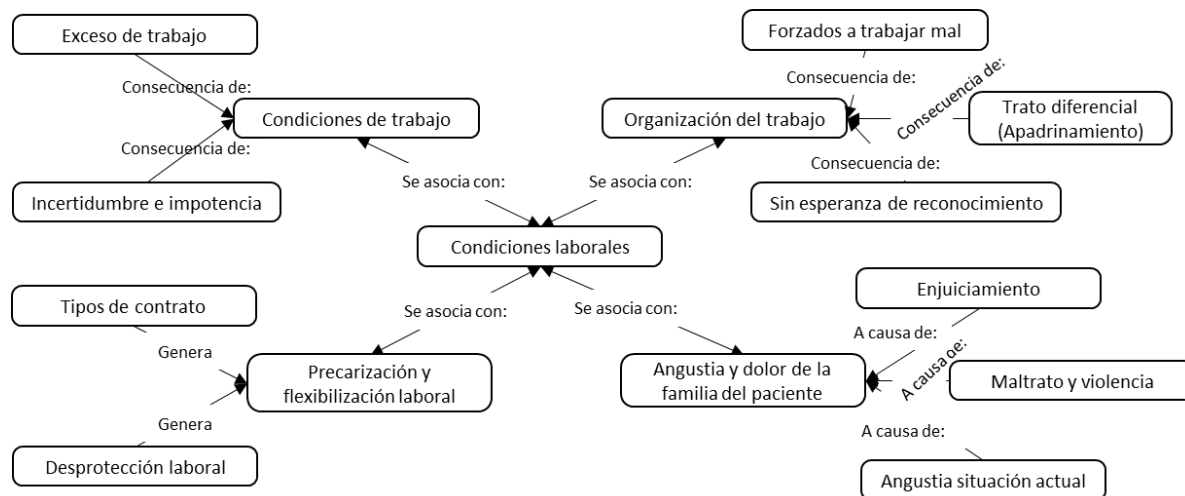 Exceso de trabajo
Forzados a trabajar mal
Consecuencia de:
Consecuencia de:
Consecuencia de:
Condiciones de trabajo
Organización del trabajo
Trato diferencial
(Apadrinamiento)
Consecuencia de:
Consecuencia de:
Incertidumbre e impotencia
Se asocia con:
Se asocia con:
Sin esperanza de reconocimiento
Condiciones laborales
Tipos de contrato
Enjuiciamiento
Se asocia con:
Se asocia con:
A causa de:
Genera
A causa de:
Precarización y
flexibilización laboral
Angustia y dolor de la
familia del paciente
Maltrato y violencia
Genera
A causa de:
Desprotección laboral
Angustia situación actual